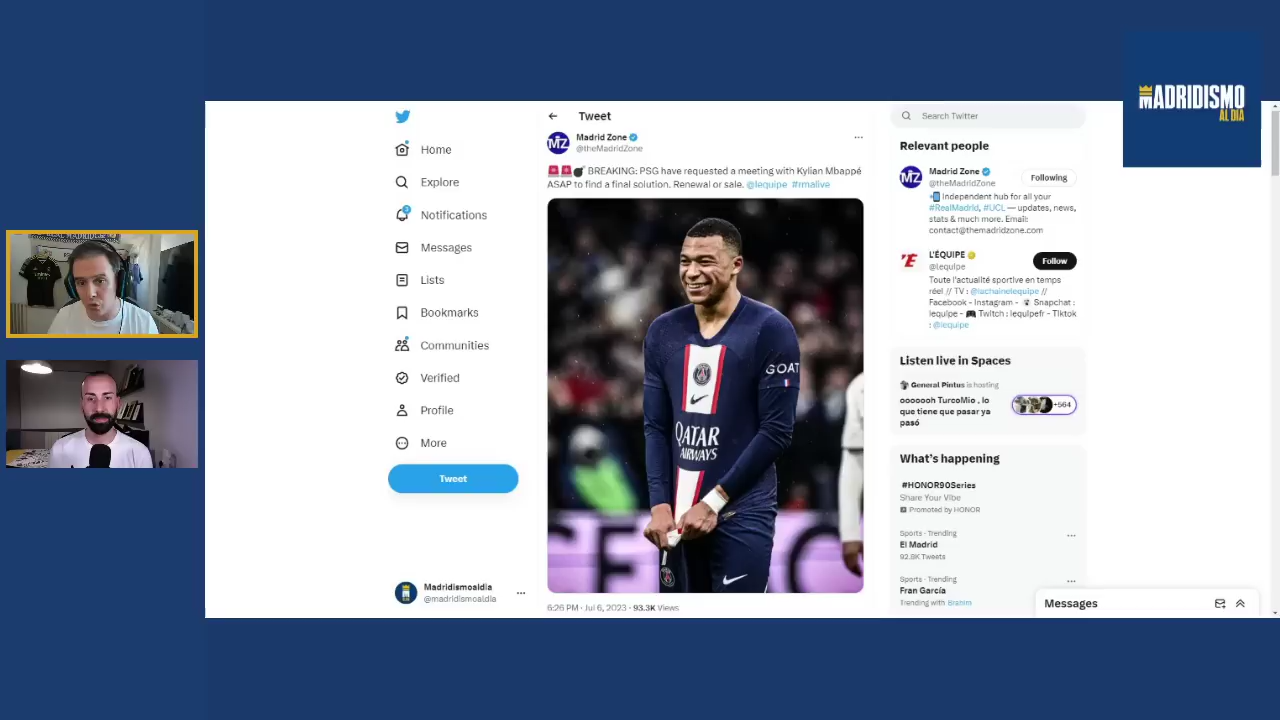 MADRIDISMO
AL DIA
Home
Explore
Notifications
Messages
Lists
Bookmarks
Communities
Verified
Profile
More
Tweet
Madridismoaldia
@madridismoaldia
Tweet
Madrid Zone
@theMadridZone
BREAKING: PSG have requested a meeting with Kylian Mbappé
ASAP to find a final solution. Renewal or sale. @lequipe #rmalive
GOAT
QATAR
AIRWAYS
6:26 PM · Jul 6, 2023 · 93.3K Views
Search Twitter
Relevant people
Madrid Zone
@theMadridZone
Following
Independent hub for all your
#RealMadrid, #UCL — updates, news,
stats & much more. Email:
contact@themadridzone.com
L'ÉQUIPE
@lequipe
Follow
Toute l'actualité sportive en temps
réel // TV : @lachainelequipe //
Facebook - Instagram - Snapchat :
lequipe - Twitch : lequipefr - Tiktok
: @lequipe
Listen live in Spaces
General Pintus is hosting
ooooooh TurcoMio , lo
que tiene que pasar ya
pasó
+564
What's happening
#HONOR90Series
Share Your Vibe
Promoted by HONOR
Sports · Trending
El Madrid
92.8K Tweets
Sports · Trending
Fran García
Trending with Brahim
Messages